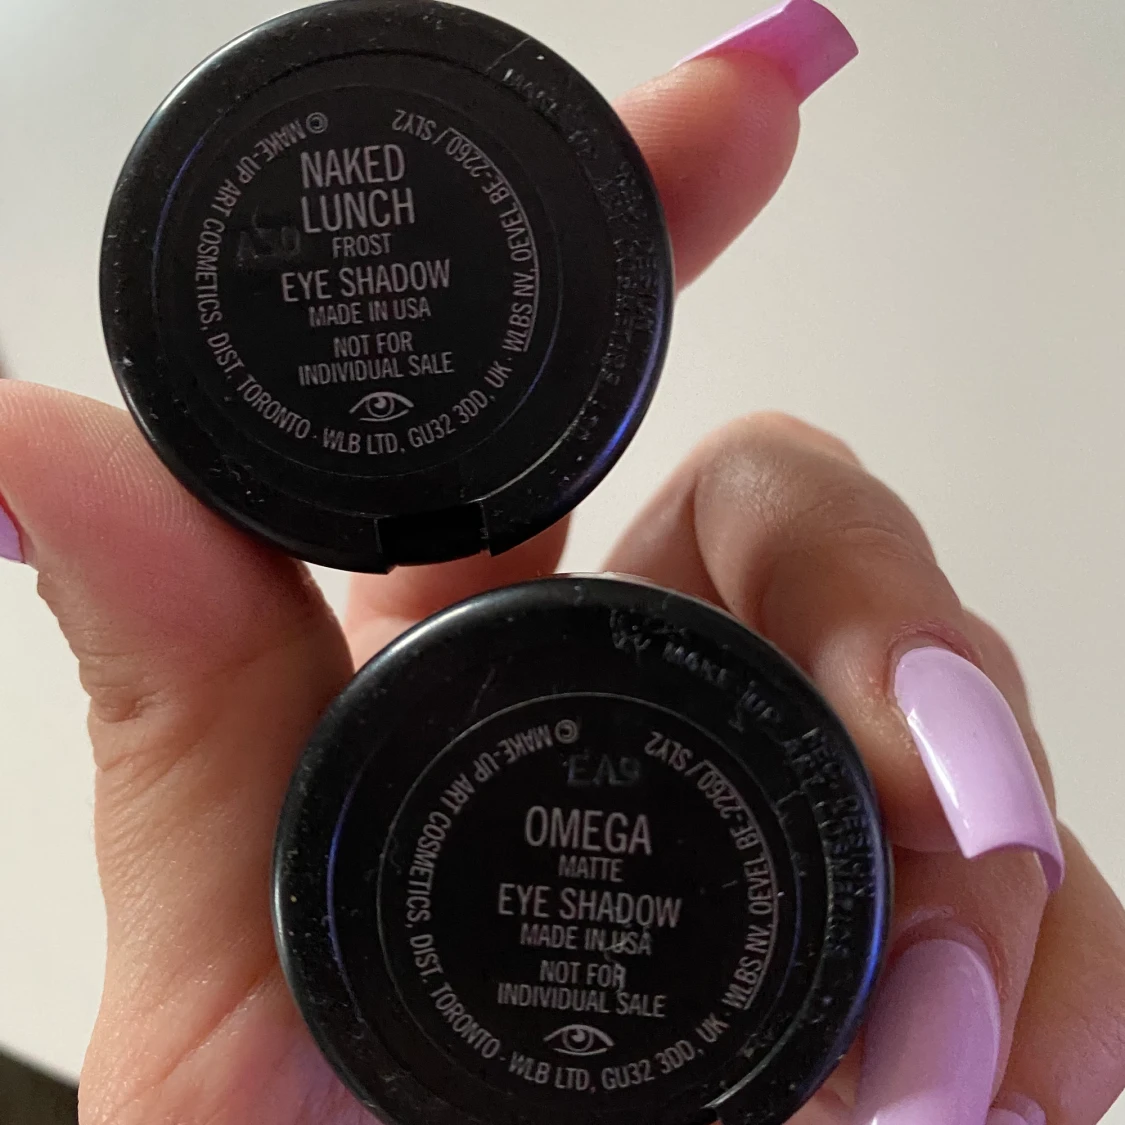 NAKED
LUNCH
FROST
EYE SHADOW
MADE IN USA
NOT FOR
INDIVIDUAL SALE
© MAKE-UP ART COSMETICS, DIST. TORONTO · WLB LTD, GU32 3DD, UK · WLBS NV, OEVEL BE-2260 / SLY2
EA9
OMEGA
MATTE
EYE SHADOW
MADE IN USA
NOT FOR
INDIVIDUAL SALE
© MAKE-UP ART COSMETICS, DIST. TORONTO · WLB LTD, GU32 3DD, UK · WLBS NV, OEVEL BE-2260 / SLY2